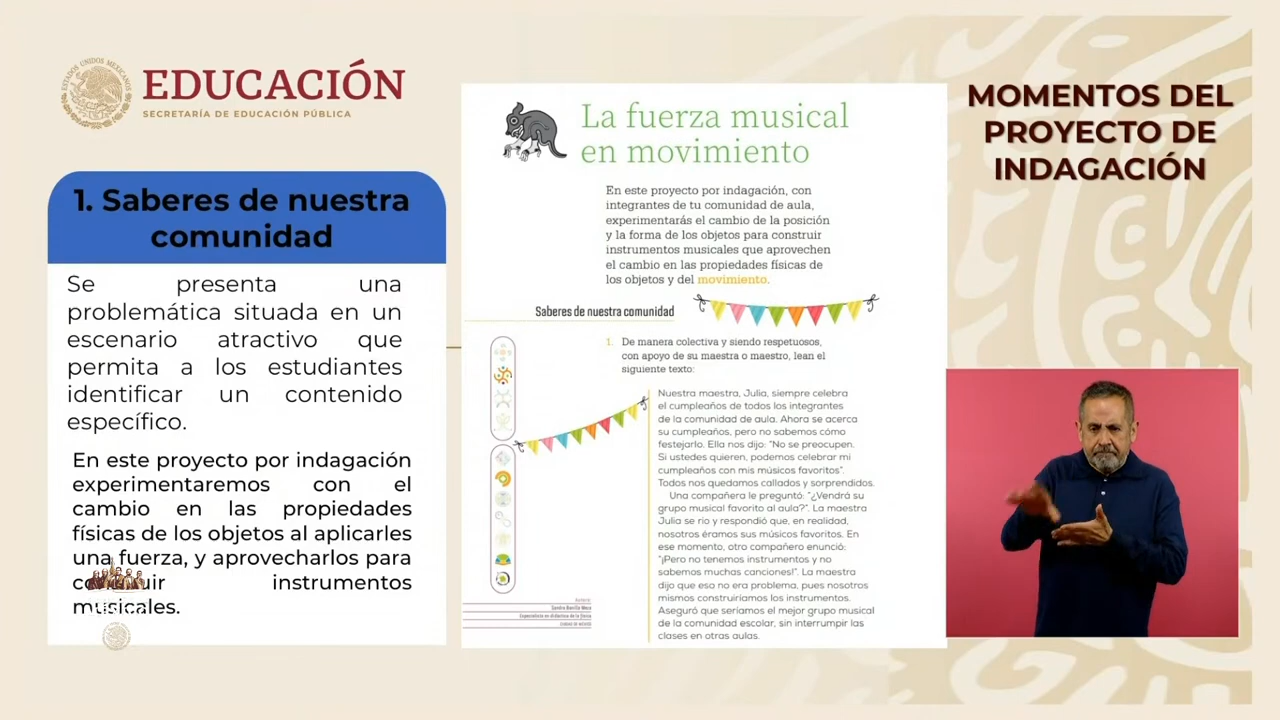 EDUCACIÓN
SECRETARÍA DE EDUCACIÓN PÚBLICA
ESTADOS UNIDOS MEXICANOS
1. Saberes de nuestra
comunidad
Se presenta una
problemática situada en un
escenario atractivo que
permita a los estudiantes
identificar un contenido
específico.
En este proyecto por indagación
experimentaremos con el
cambio en las propiedades
físicas de los objetos al aplicarles
una fuerza, y aprovecharlos para
instrumentos
musicales.
La fuerza musical
en movimiento
En este proyecto por indagación, con
integrantes de tu comunidad de aula,
experimentarás el cambio de la posición
y la forma de los objetos para construir
instrumentos musicales que aprovechen
el cambio en las propiedades físicas de
los objetos y del movimiento.
Saberes de nuestra comunidad
1. De manera colectiva y siendo respetuosos,
con apoyo de su maestra o maestro, lean el
siguiente texto:
Nuestra maestra, Julia, siempre celebra
el cumpleaños de todos los integrantes
de la comunidad de aula. Ahora se acerca
su cumpleaños, pero no sabemos cómo
festejarlo. Ella nos dijo: "No se preocupen.
Si ustedes quieren, podemos celebrar mi
cumpleaños con mis músicos favoritos".
Todos nos quedamos callados y sorprendidos.
Una compañera le preguntó: "¿Vendrá su
grupo musical favorito al aula?". La maestra
Julia se rio y respondió que, en realidad,
nosotros éramos sus músicos favoritos. En
ese momento, otro compañero enunció:
"¡Pero no tenemos instrumentos y no
sabemos muchas canciones!". La maestra
dijo que eso no era problema, pues nosotros
mismos construiríamos los instrumentos.
Aseguró que seríamos el mejor grupo musical
de la comunidad escolar, sin interrumpir las
clases en otras aulas.
MOMENTOS DEL
PROYECTO DE
INDAGACIÓN